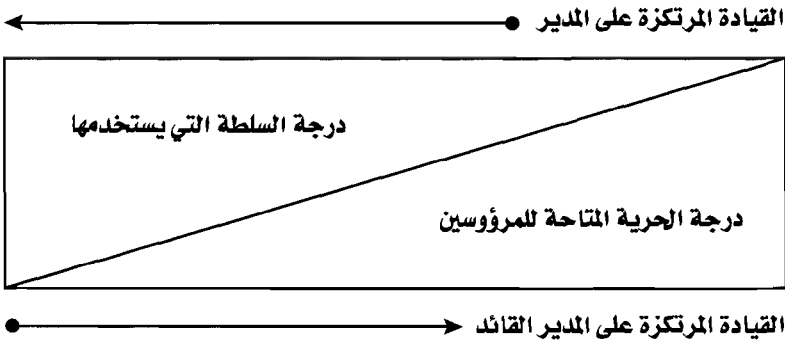 القيادة المرتكزة على المدير
درجة السلطة التي يستخدمها
درجة الحرية المتاحة للمرؤوسين
القيادة المرتكزة على المدير القائد